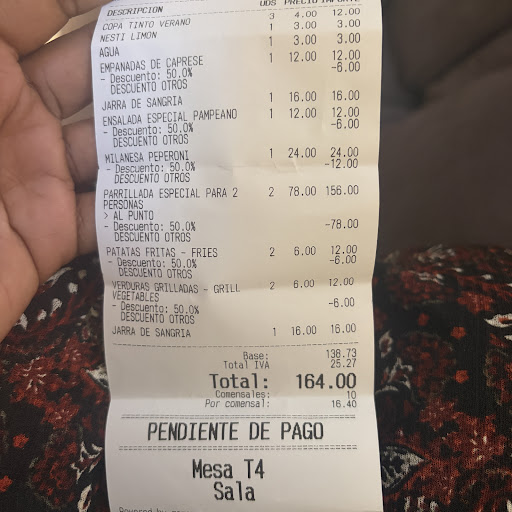 DESCRIPCION UDS PRECIO IMPORTE
COPA TINTO VERANO 3 4.00 12.00
NESTI LIMON 1 3.00 3.00
AGUA 1 3.00 3.00
EMPANADAS DE CAPRESE 1 12.00 12.00
- Descuento: 50.0% -6.00
DESCUENTO OTROS
JARRA DE SANGRIA 1 16.00 16.00
ENSALADA ESPECIAL PAMPEANO 1 12.00 12.00
- Descuento: 50.0% -6.00
DESCUENTO OTROS
MILANESA PEPERONI 1 24.00 24.00
- Descuento: 50.0% -12.00
DESCUENTO OTROS
PARRILLADA ESPECIAL PARA 2 2 78.00 156.00
PERSONAS
> AL PUNTO
- Descuento: 50.0% -78.00
DESCUENTO OTROS
PATATAS FRITAS - FRIES 2 6.00 12.00
- Descuento: 50.0% -6.00
DESCUENTO OTROS
VERDURAS GRILLADAS - GRILL 2 6.00 12.00
VEGETABLES
- Descuento: 50.0% -6.00
DESCUENTO OTROS
JARRA DE SANGRIA 1 16.00 16.00
Base: 138.73
Total IVA 25.27
Total: 164.00
Comensales: 10
Por comensal: 16.40
PENDIENTE DE PAGO
Mesa T4
Sala
Powered by